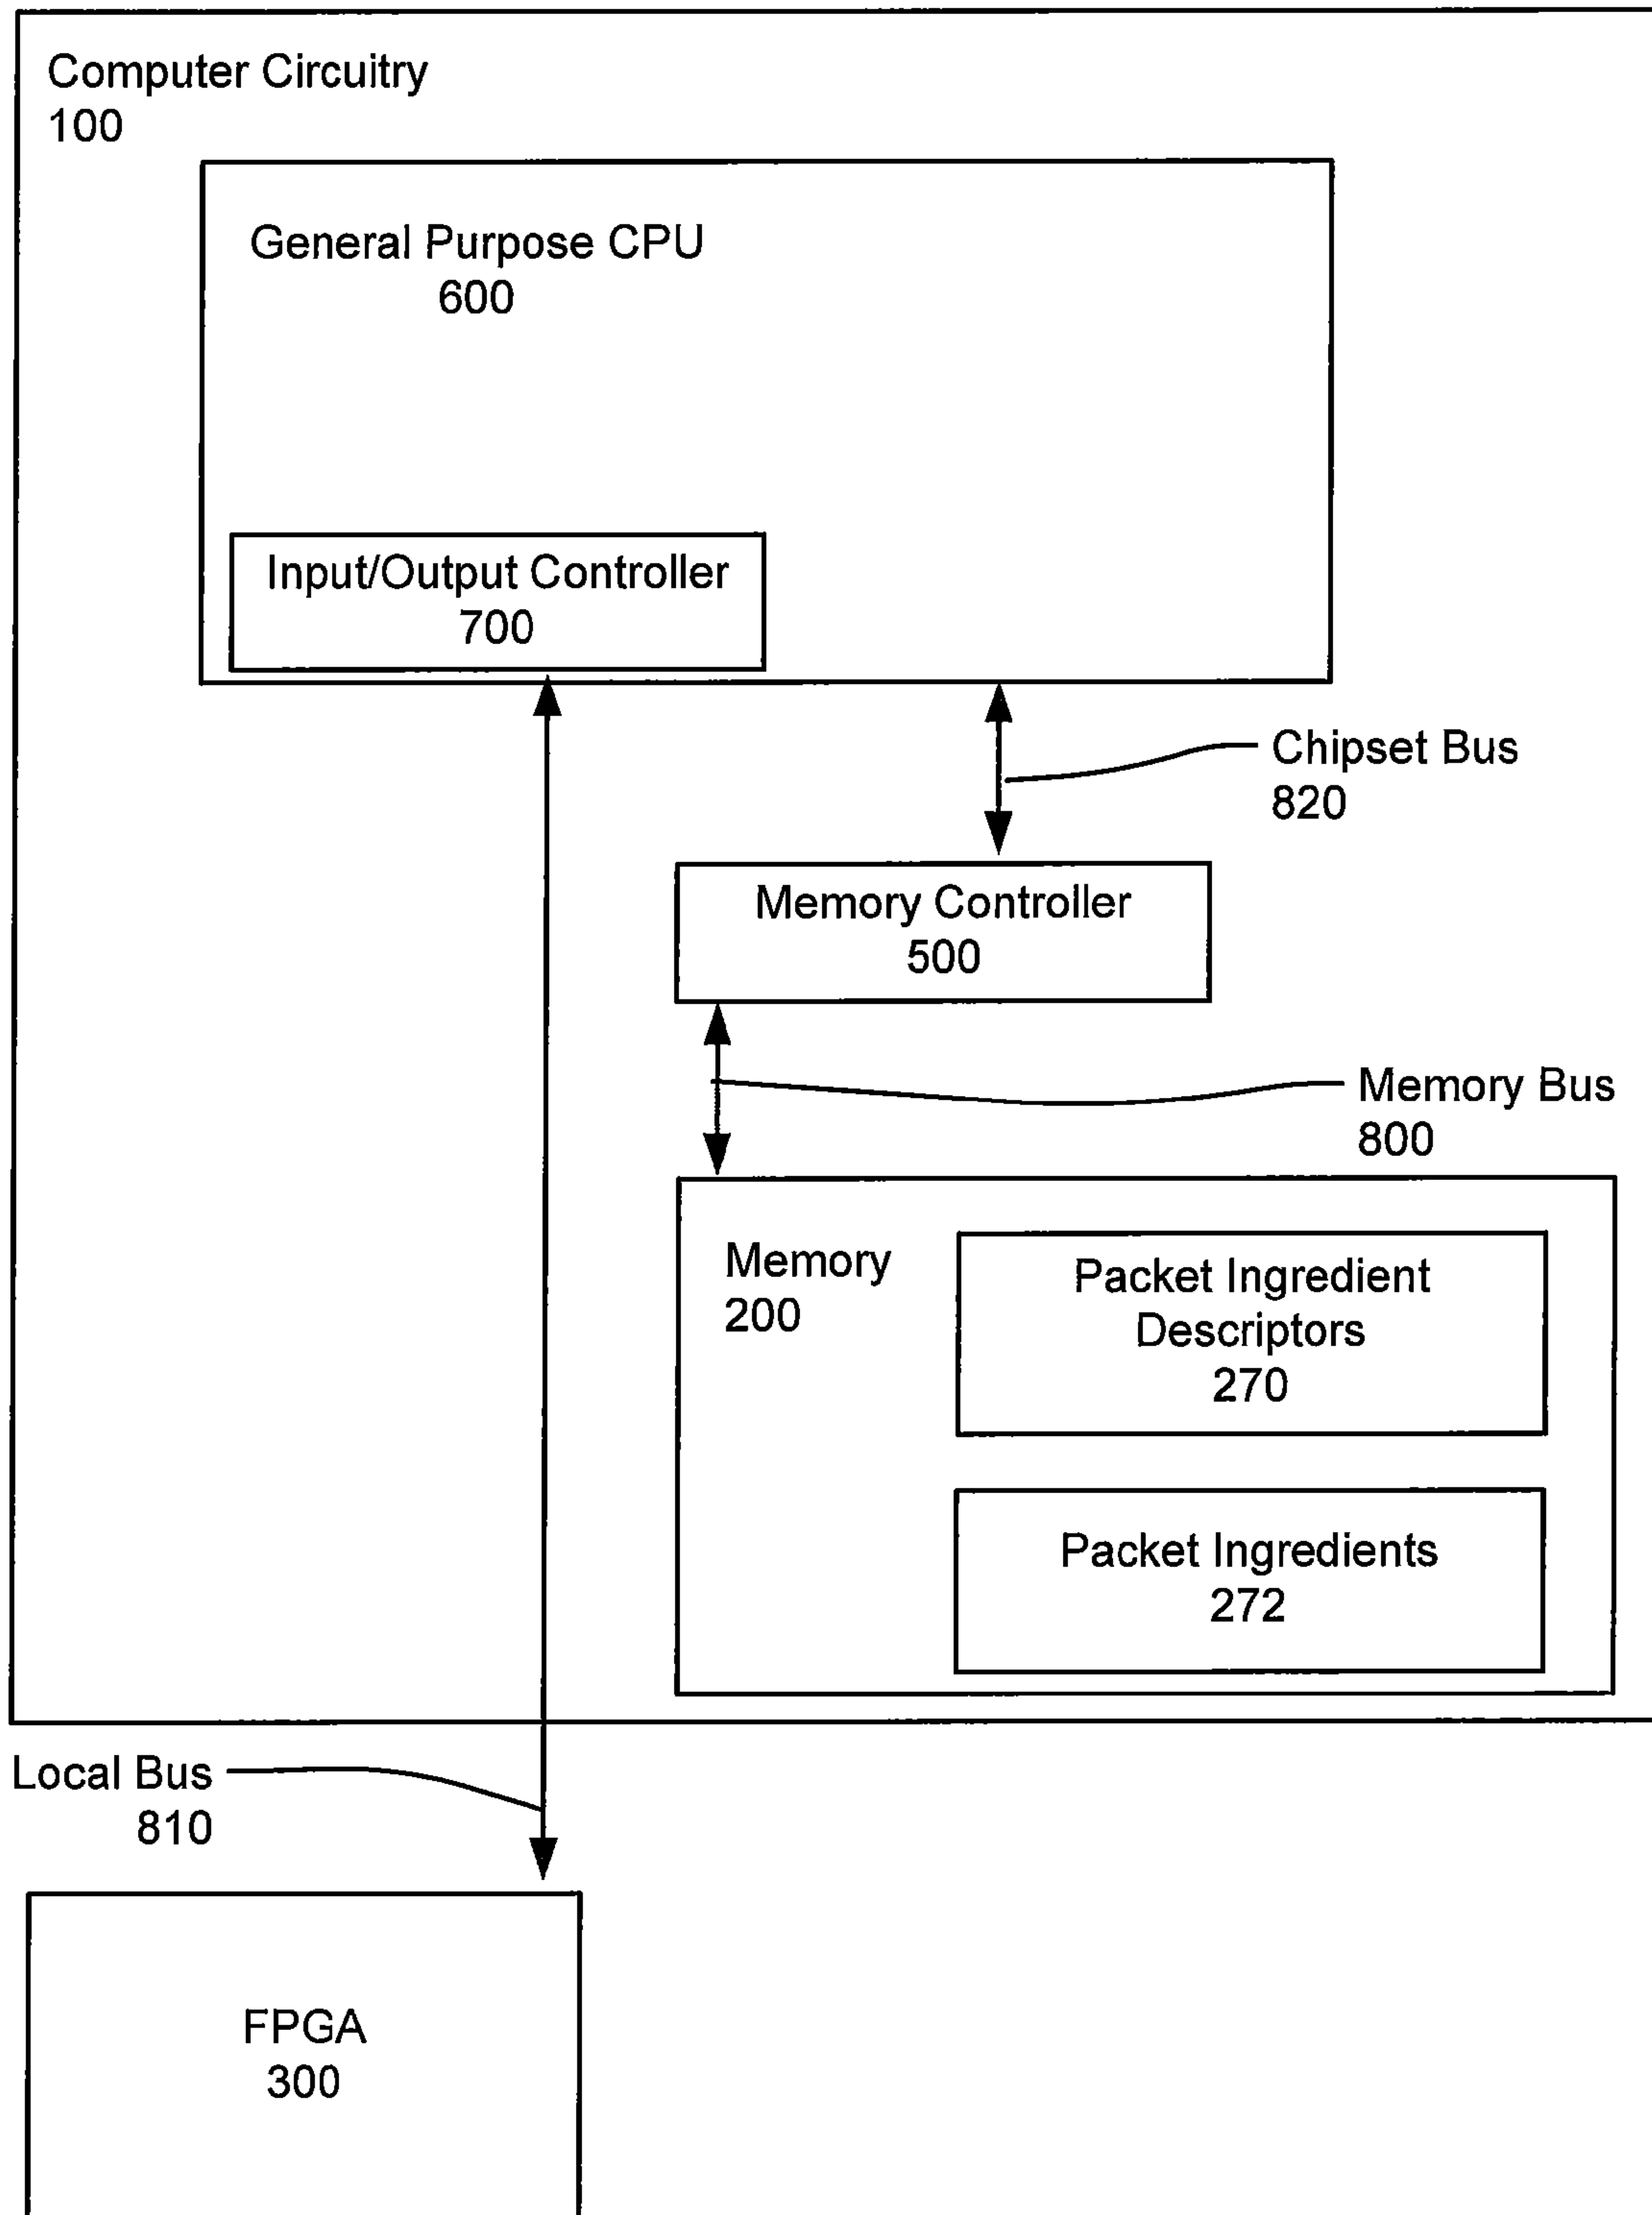 Computer Circuitry
100
General Purpose CPU
600
Input/Output Controller
700
Chipset Bus
820
Memory Controller
500
Memory Bus
800
Memory
200
Packet Ingredient
Descriptors
270
Packet Ingredients
272
Local Bus
810
FPGA
300